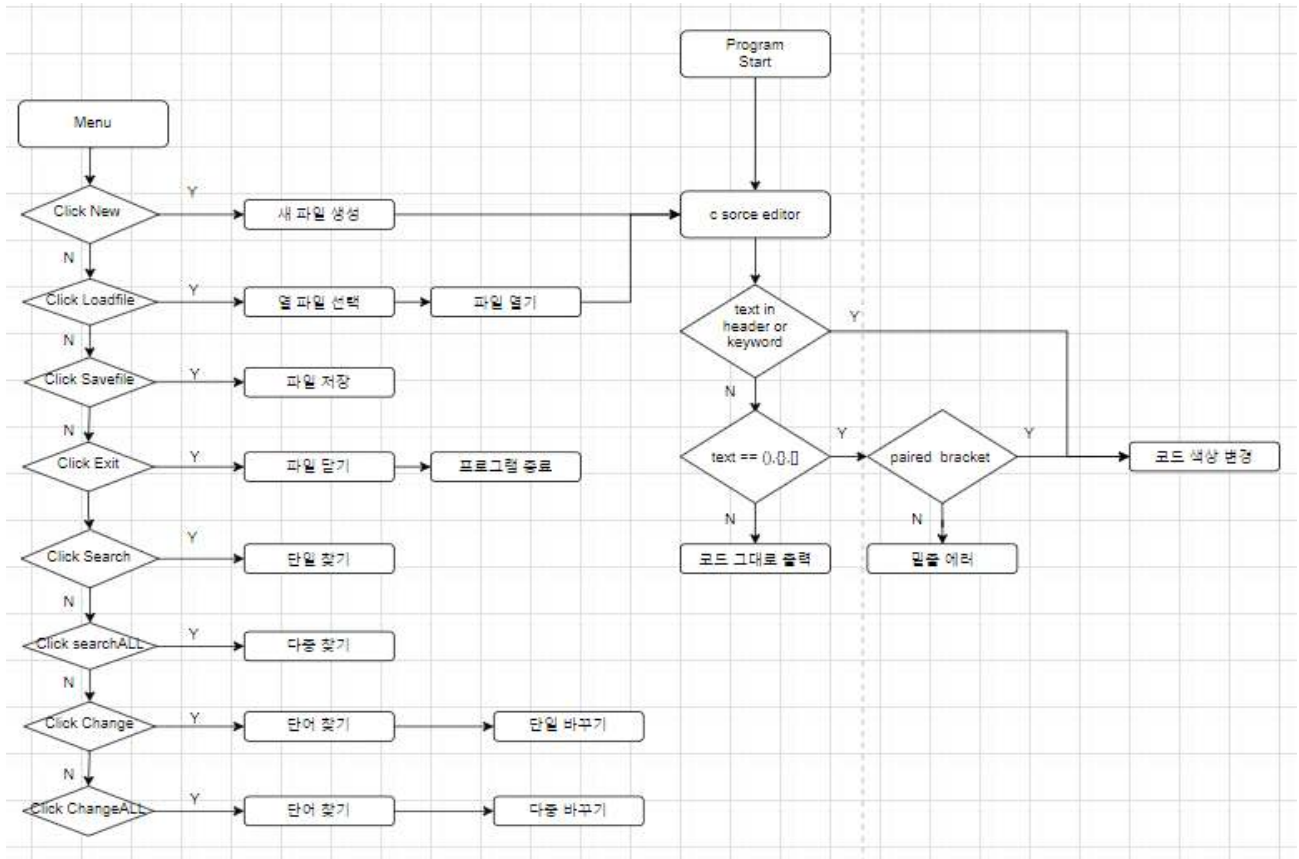 Program
Start
Menu
Click New
Y
새 파일 생성
c sorce editor
N
Click Loadfile
Y
열 파일 선택
파일 열기
text in
header or
keyword
Y
N
Click Savefile
Y
파일 저장
N
N
Click Exit
Y
파일 닫기
프로그램 종료
text == (),{},[]
Y
paired bracket
Y
코드 색상 변경
N
코드 그대로 출력
N
밑줄 에러
Click Search
Y
단일 찾기
N
Click searchALL
Y
다중 찾기
N
Click Change
Y
단어 찾기
단일 바꾸기
N
Click ChangeALL
Y
단어 찾기
다중 바꾸기